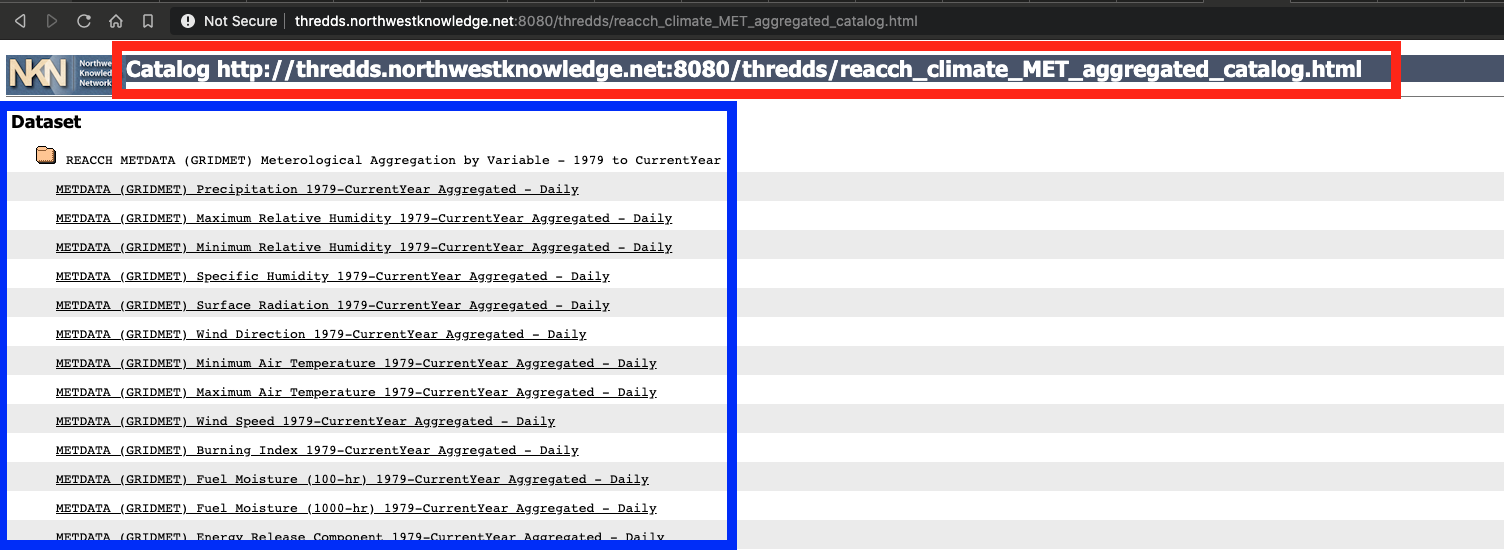 Not Secure | thredds.northwestknowledge.net:8080/thredds/reacch_climate_MET_aggregated_catalog.html
NKN
Northwe
Knowled
Network
Catalog http://thredds.northwestknowledge.net:8080/thredds/reacch_climate_MET_aggregated_catalog.html
Dataset
REACCH METDATA (GRIDMET) Meterological Aggregation by Variable - 1979 to CurrentYear
METDATA (GRIDMET) Precipitation 1979-CurrentYear Aggregated - Daily
METDATA (GRIDMET) Maximum Relative Humidity 1979-CurrentYear Aggregated - Daily
METDATA (GRIDMET) Minimum Relative Humidity 1979-CurrentYear Aggregated - Daily
METDATA (GRIDMET) Specific Humidity 1979-CurrentYear Aggregated - Daily
METDATA (GRIDMET) Surface Radiation 1979-CurrentYear Aggregated - Daily
METDATA (GRIDMET) Wind Direction 1979-CurrentYear Aggregated - Daily
METDATA (GRIDMET) Minimum Air Temperature 1979-CurrentYear Aggregated - Daily
METDATA (GRIDMET) Maximum Air Temperature 1979-CurrentYear Aggregated - Daily
METDATA (GRIDMET) Wind Speed 1979-CurrentYear Aggregated - Daily
METDATA (GRIDMET) Burning Index 1979-CurrentYear Aggregated - Daily
METDATA (GRIDMET) Fuel Moisture (100-hr) 1979-CurrentYear Aggregated - Daily
METDATA (GRIDMET) Fuel Moisture (1000-hr) 1979-CurrentYear Aggregated - Daily
METDATA (GRIDMET) Energy Release Component 1979-CurrentYear Aggregated - Daily